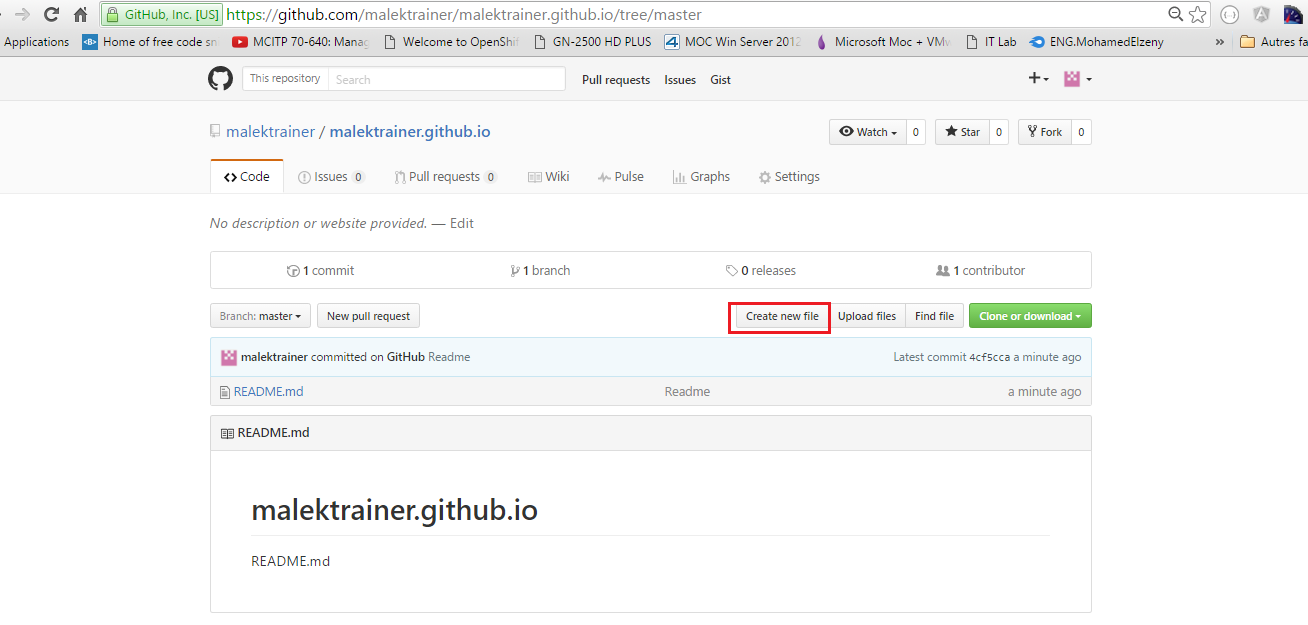 GitHub, Inc. [US] https://github.com/malektrainer/malektrainer.github.io/tree/master
Applications <B> Home of free code sn MCITP 70-640: Manag Welcome to OpenShif GN-2500 HD PLUS 4 MOC Win Server 2012 Microsoft Moc + VMw IT Lab ENG.MohamedElzeny » Autres fa
This repository Search Pull requests Issues Gist
malektrainer / malektrainer.github.io Watch 0 Star 0 Fork 0
Code Issues 0 Pull requests 0 Wiki Pulse Graphs Settings
No description or website provided. — Edit
1 commit 1 branch 0 releases 1 contributor
Branch: master New pull request Create new file Upload files Find file Clone or download
malektrainer committed on GitHub Readme Latest commit 4cf5cca a minute ago
README.md Readme a minute ago
README.md
malektrainer.github.io
README.md